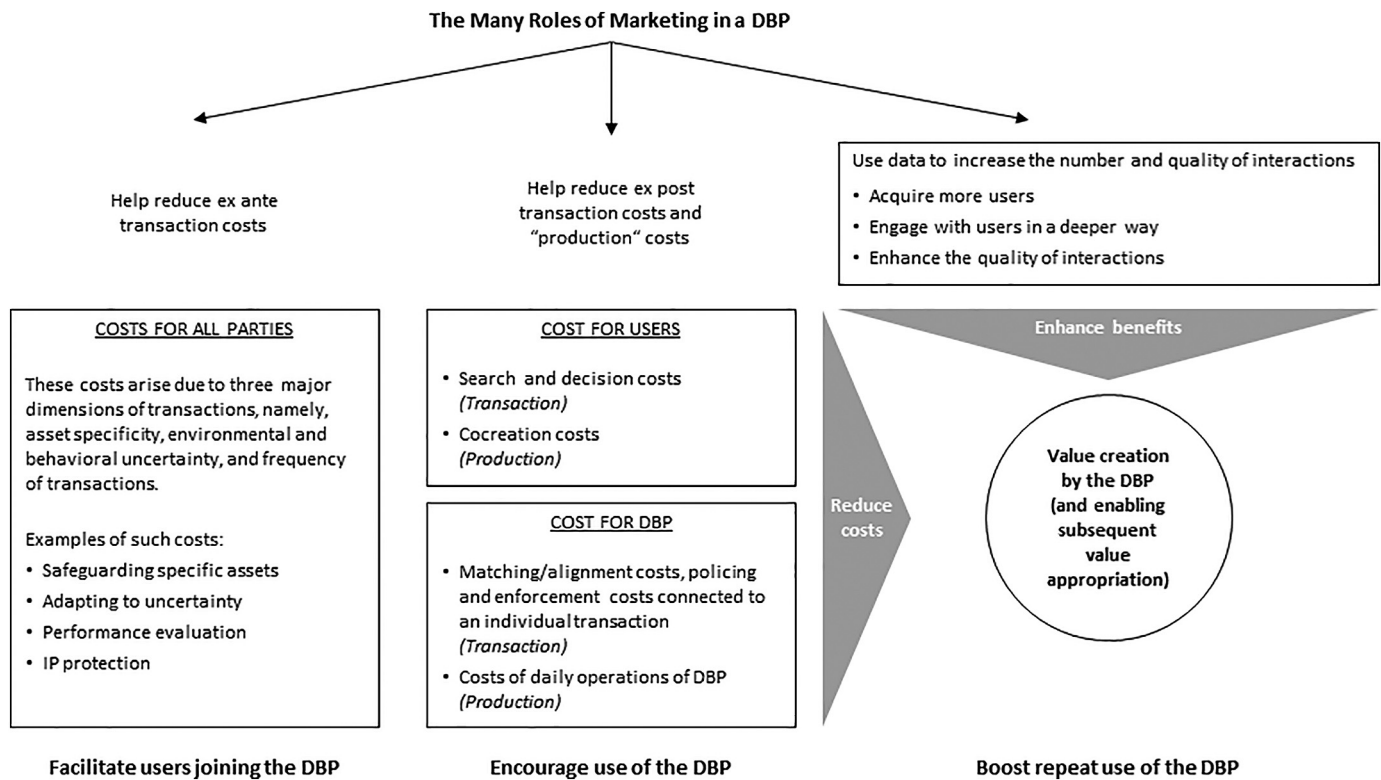 The Many Roles of Marketing in a DBP
Help reduce ex ante
transaction costs
Help reduce ex post
transaction costs and
“production“ costs
Use data to increase the number and quality of interactions
• Acquire more users
• Engage with users in a deeper way
• Enhance the quality of interactions
COSTS FOR ALL PARTIES
These costs arise due to three major
dimensions of transactions, namely,
asset specificity, environmental and
behavioral uncertainty, and frequency
of transactions.
Examples of such costs:
• Safeguarding specific assets
• Adapting to uncertainty
• Performance evaluation
• IP protection
COST FOR USERS
• Search and decision costs
(Transaction)
• Cocreation costs
(Production)
COST FOR DBP
• Matching/alignment costs, policing
and enforcement costs connected to
an individual transaction
(Transaction)
• Costs of daily operations of DBP
(Production)
Reduce
costs
Enhance benefits
Value creation
by the DBP
(and enabling
subsequent
value
appropriation)
Facilitate users joining the DBP
Encourage use of the DBP
Boost repeat use of the DBP